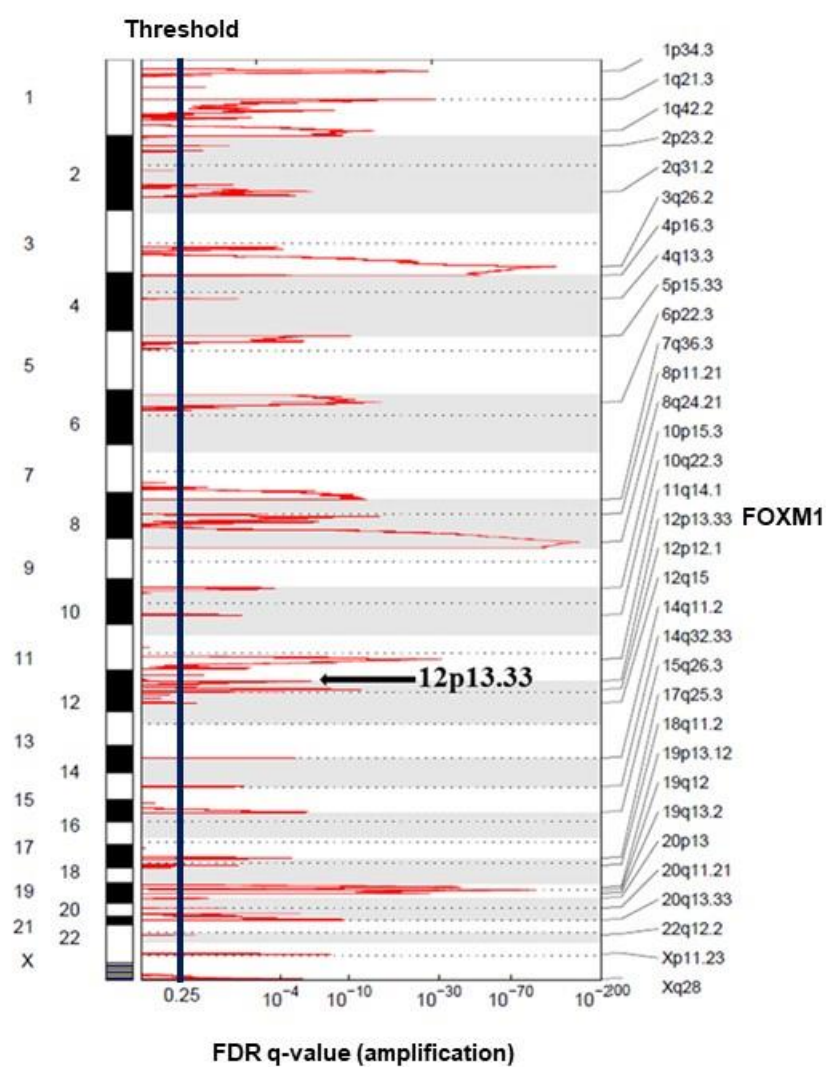 Threshold
1p34.3
1q21.3
1q42.2
2p23.2
2q31.2
3q26.2
4p16.3
4q13.3
5p15.33
6p22.3
7q36.3
8p11.21
8q24.21
10p15.3
10q22.3
11q14.1
12p13.33 FOXM1
12p12.1
12q15
14q11.2
14q32.33
15q26.3
17q25.3
18q11.2
19p13.12
19q12
19q13.2
20p13
20q11.21
20q13.33
22q12.2
Xp11.23
Xq28
1
2
3
4
5
6
7
8
9
10
11
12
13
14
15
16
17
18
19
20
21
22
X
12p13.33
0.25 10⁻⁴ 10⁻¹⁰ 10⁻³⁰ 10⁻⁷⁰ 10⁻²⁰⁰
FDR q-value (amplification)